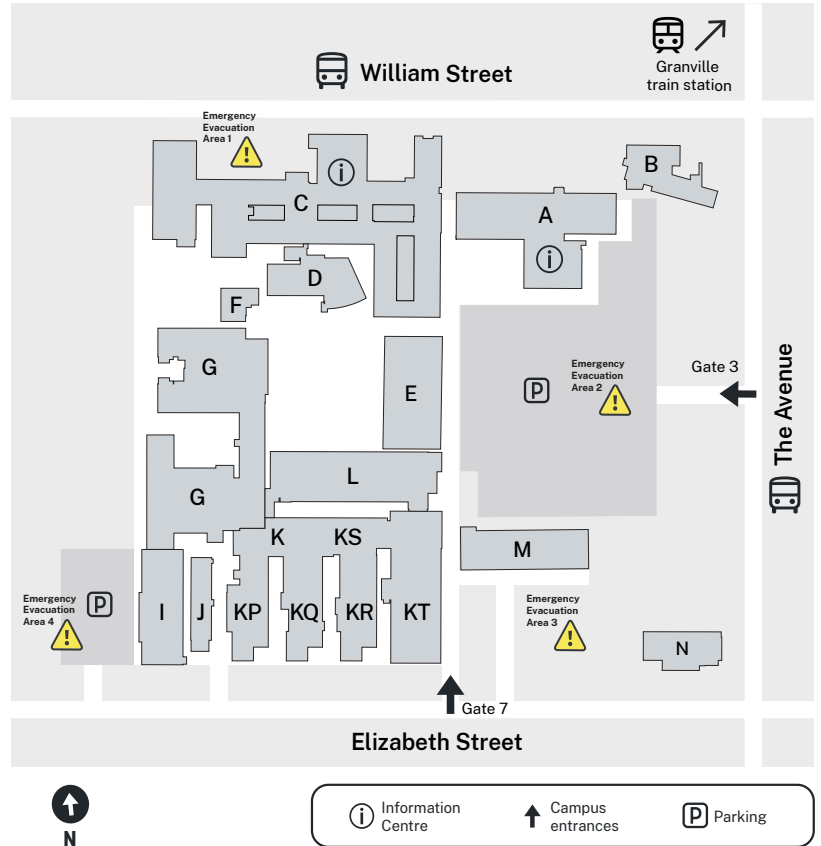 William Street
Granville
train station
Emergency
Evacuation
Area 1
B
C
A
D
F
G
E
Emergency
Evacuation
Area 2
P
Gate 3
The Avenue
L
G
K
KS
M
P
I
J
KP
KQ
KR
KT
Emergency
Evacuation
Area 4
Emergency
Evacuation
Area 3
N
Gate 7
Elizabeth Street
N
i
Information
Centre
Campus
entrances
P
Parking